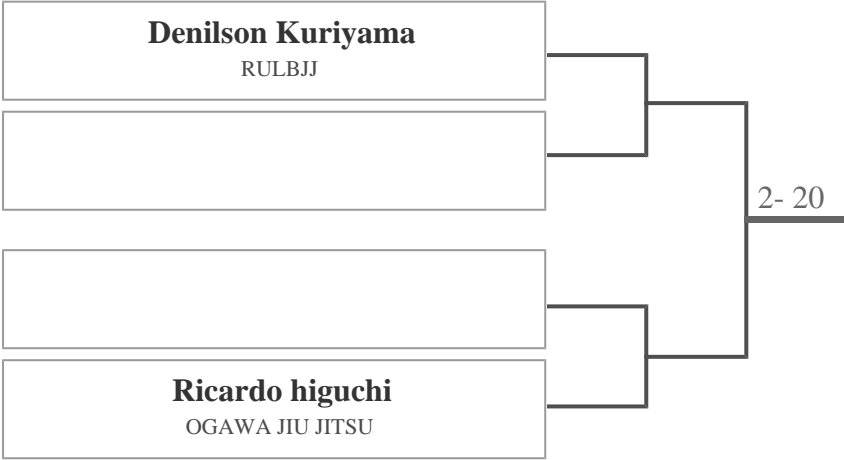 Denilson Kuriyama
RULBJJ
2- 20
Ricardo higuchi
OGAWA JIU JITSU